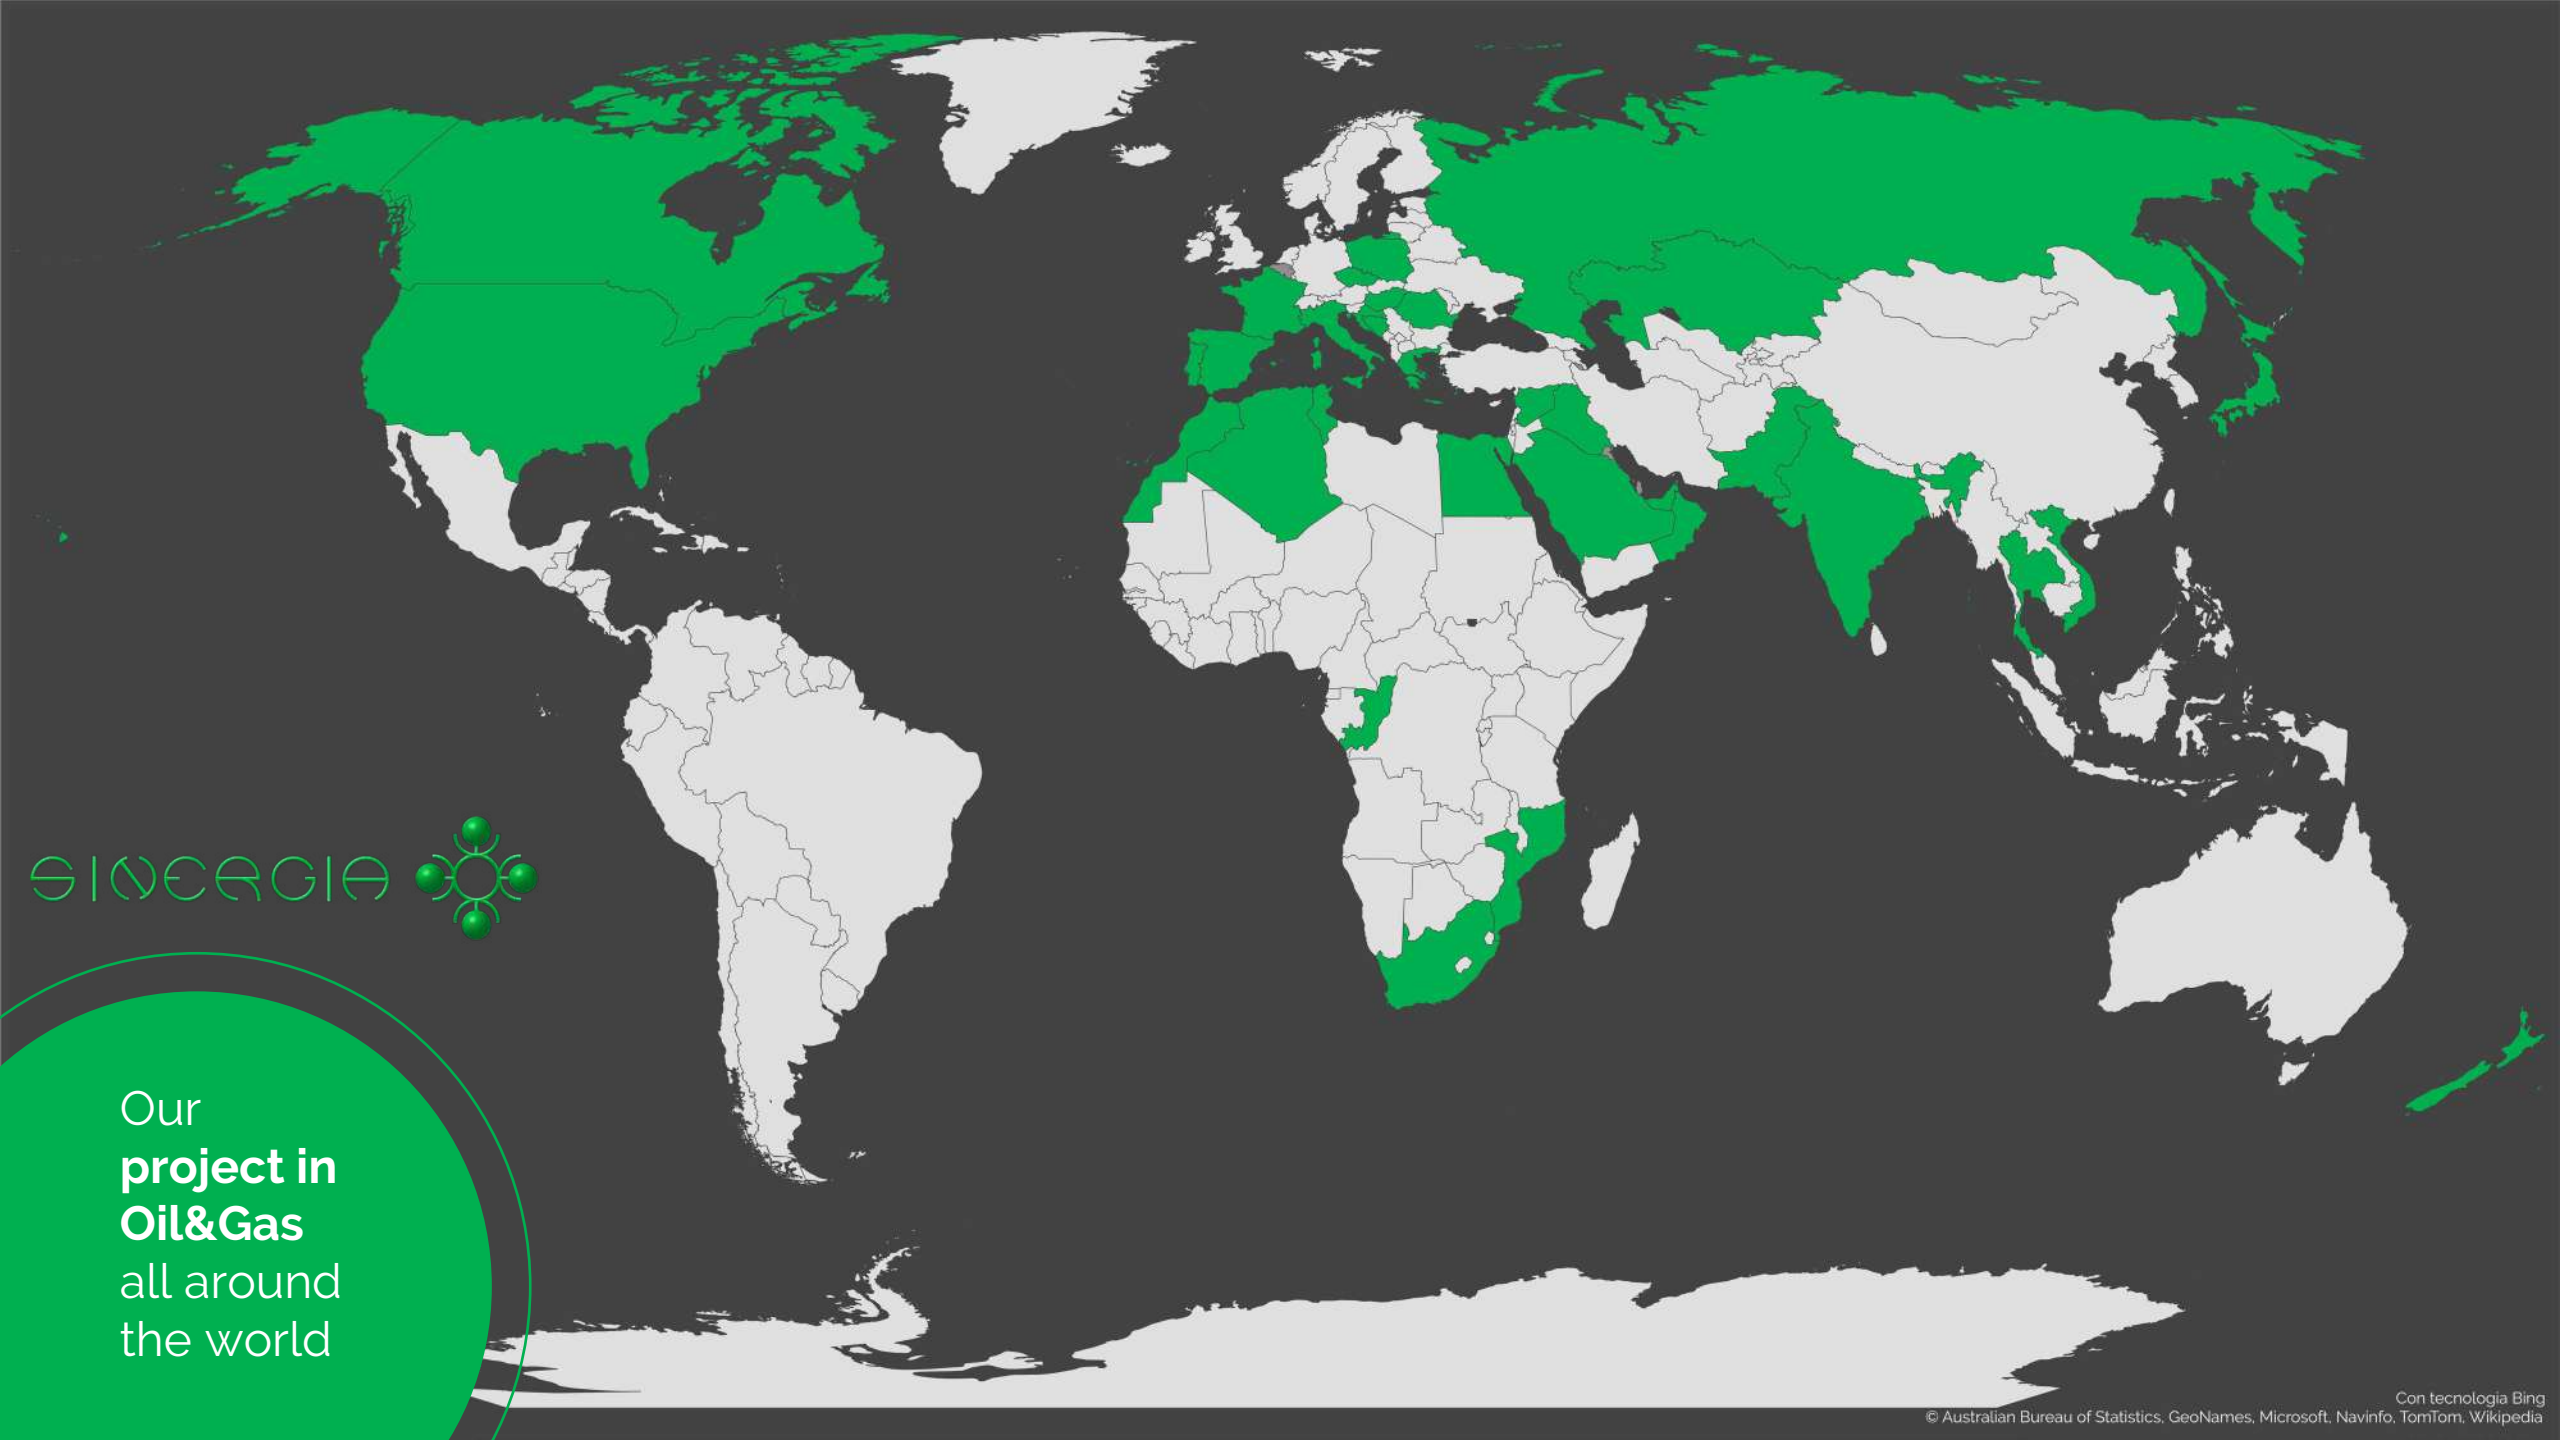 SINERGIA
Our
project in
Oil&Gas
all around
the world
Con tecnologia Bing
© Australian Bureau of Statistics, GeoNames, Microsoft, Navinfo, TomTom, Wikipedia